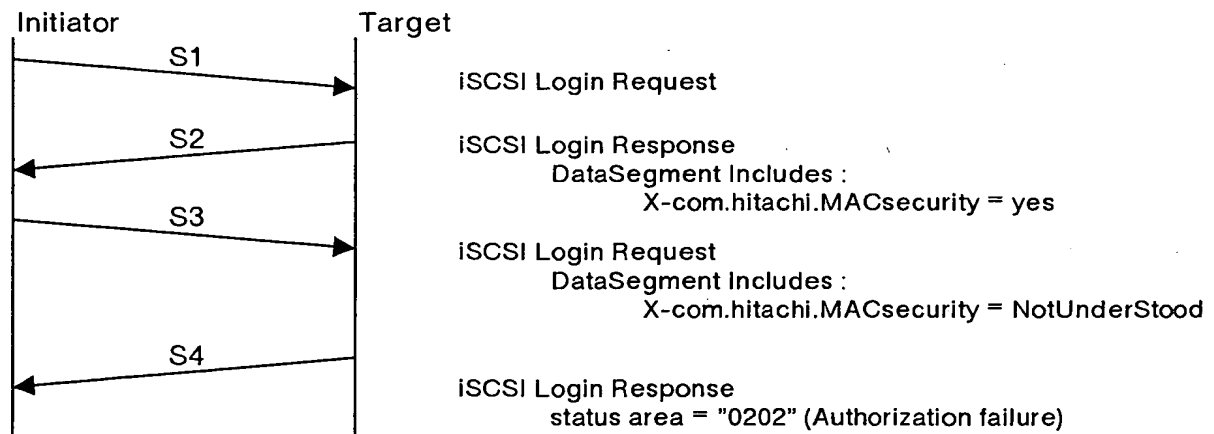 Initiator
Target
S1
iSCSI Login Request
S2
iSCSI Login Response
DataSegment Includes :
X-com.hitachi.MACsecurity = yes
S3
iSCSI Login Request
DataSegment Includes :
X-com.hitachi.MACsecurity = NotUnderStood
S4
iSCSI Login Response
status area = "0202" (Authorization failure)